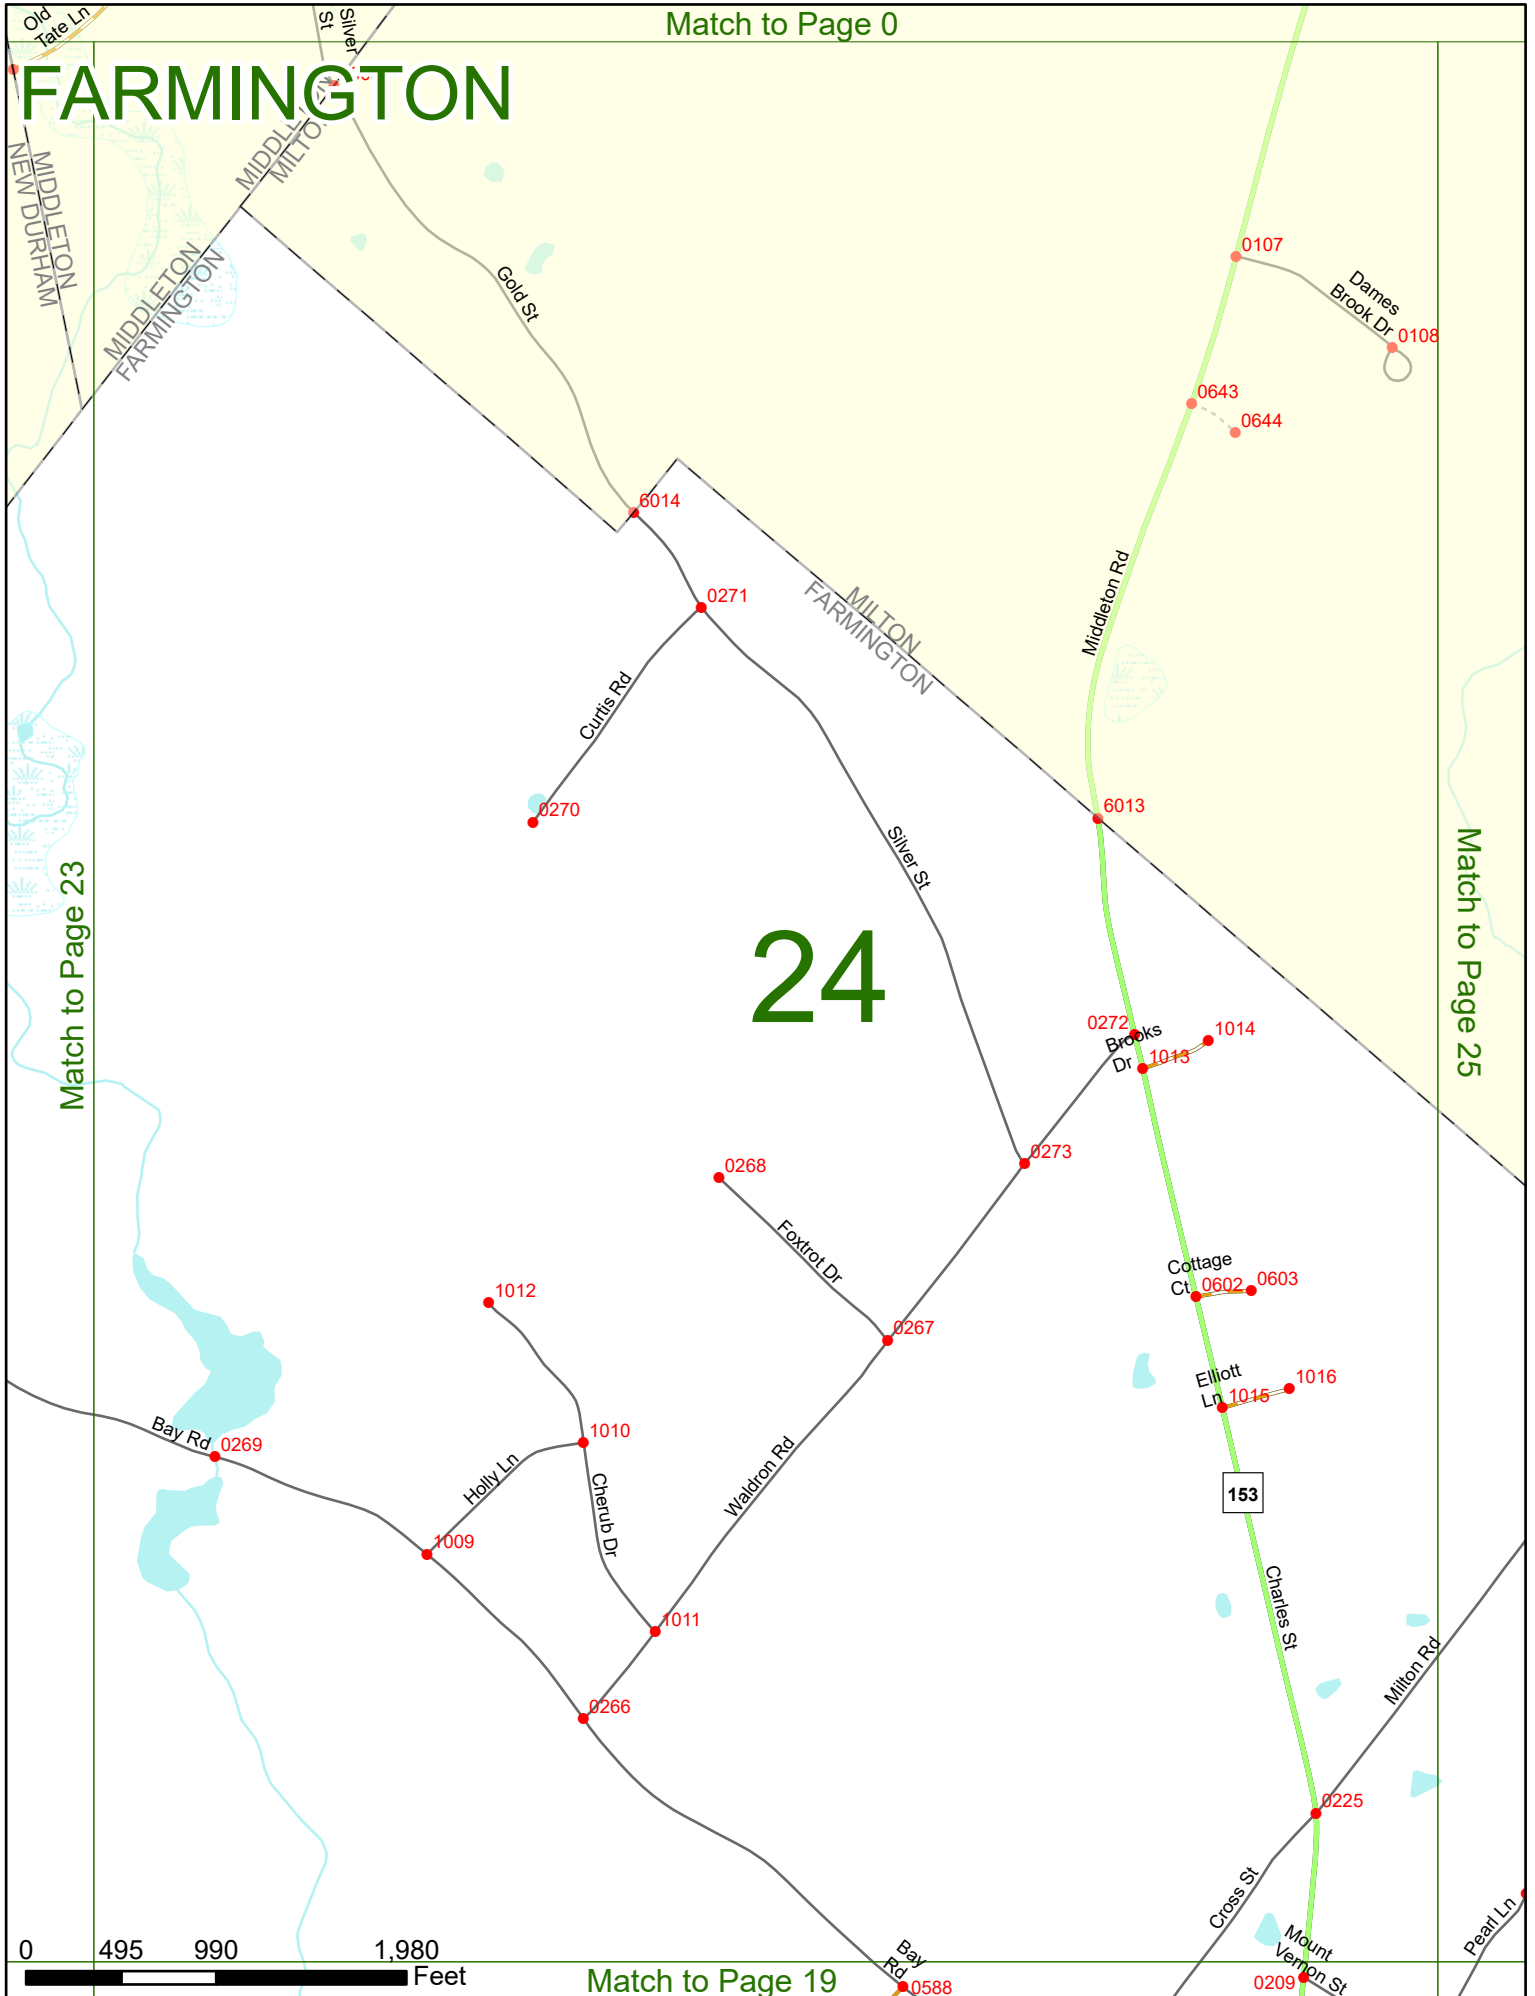 Match to Page 0
Old
Tate Ln
Silver
St
FARMINGTON
MIDDLETON
NEW DURHAM
MILTON
MIDDLETON
FARMINGTON
Gold St
0107
Dames
Brook Dr
0108
0643
0644
6014
Middleton Rd
MILTON
FARMINGTON
0271
Curtis Rd
0270
6013
Silver St
Match to Page 23
Match to Page 25
24
0272
Brooks
Dr
1013
1014
0273
0268
Foxtrot Dr
Cottage
Ct
0602
0603
1012
0267
Elliott
Ln
1015
1016
Bay Rd
0269
1010
Holly Ln
Cherub Dr
Waldron Rd
153
1009
Charles St
1011
Milton Rd
0266
0225
Cross St
Pearl Ln
Mount
Vernon St
0209
Bay
Rd
0588
0 495 990 1,980
Feet
Match to Page 19